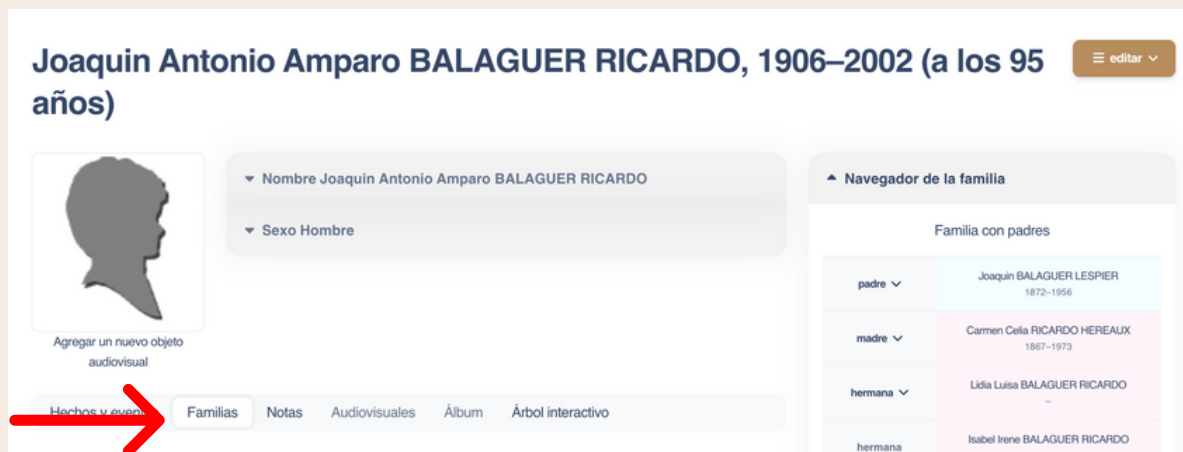 Joaquin Antonio Amparo BALAGUER RICARDO, 1906–2002 (a los 95
años)
editar
Nombre Joaquin Antonio Amparo BALAGUER RICARDO
Sexo Hombre
Agregar un nuevo objeto
audiovisual
Hechos y
Familias
Notas
Audiovisuales
Álbum
Árbol interactivo
Navegador de la familia
Familia con padres
padre
Joaquin BALAGUER LESPIER
1872–1956
madre
Carmen Celia RICARDO HEREAUX
1867–1973
hermana
Lidia Luisa BALAGUER RICARDO
–
hermana
Isabel Irene BALAGUER RICARDO